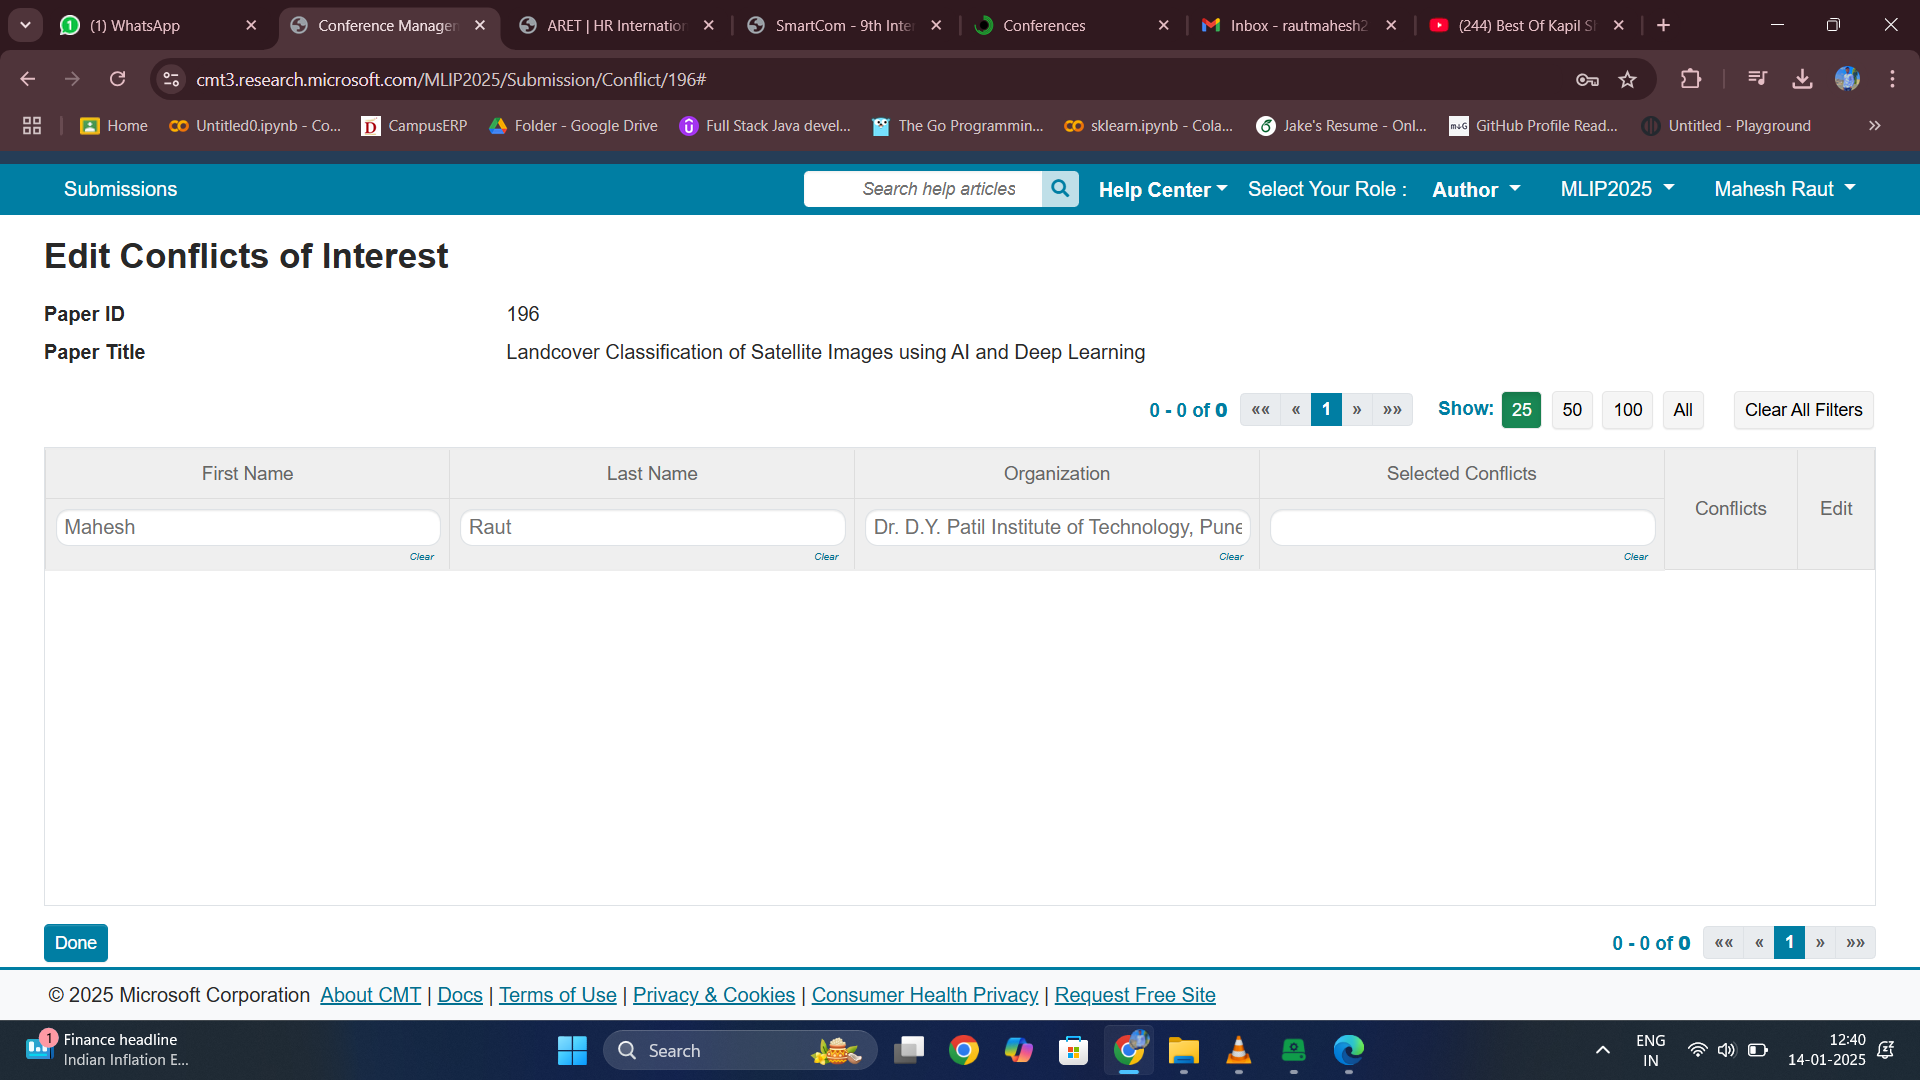 (1) WhatsApp
Conference Managem
ARET | HR Internation
SmartCom - 9th Inter
Conferences
Inbox - rautmahesh2
(244) Best Of Kapil Sh
cmt3.research.microsoft.com/MLIP2025/Submission/Conflict/196#
Home
Untitled0.ipynb - Co...
CampusERP
Folder - Google Drive
Full Stack Java devel...
The Go Programmin...
sklearn.ipynb - Cola...
Jake's Resume - Onl...
GitHub Profile Read...
Untitled - Playground
Submissions
Search help articles
Help Center
Select Your Role :
Author
MLIP2025
Mahesh Raut
Edit Conflicts of Interest
Paper ID
196
Paper Title
Landcover Classification of Satellite Images using AI and Deep Learning
0 - 0 of 0
«« « 1 » »»
Show: 25 50 100 All
Clear All Filters
First Name
Last Name
Organization
Selected Conflicts
Conflicts
Edit
Mahesh
Raut
Dr. D.Y. Patil Institute of Technology, Pune
Clear
Clear
Clear
Clear
Done
0 - 0 of 0
«« « 1 » »»
© 2025 Microsoft Corporation About CMT | Docs | Terms of Use | Privacy & Cookies | Consumer Health Privacy | Request Free Site
1
Finance headline
Indian Inflation E...
Search
ENG
IN
12:40
14-01-2025